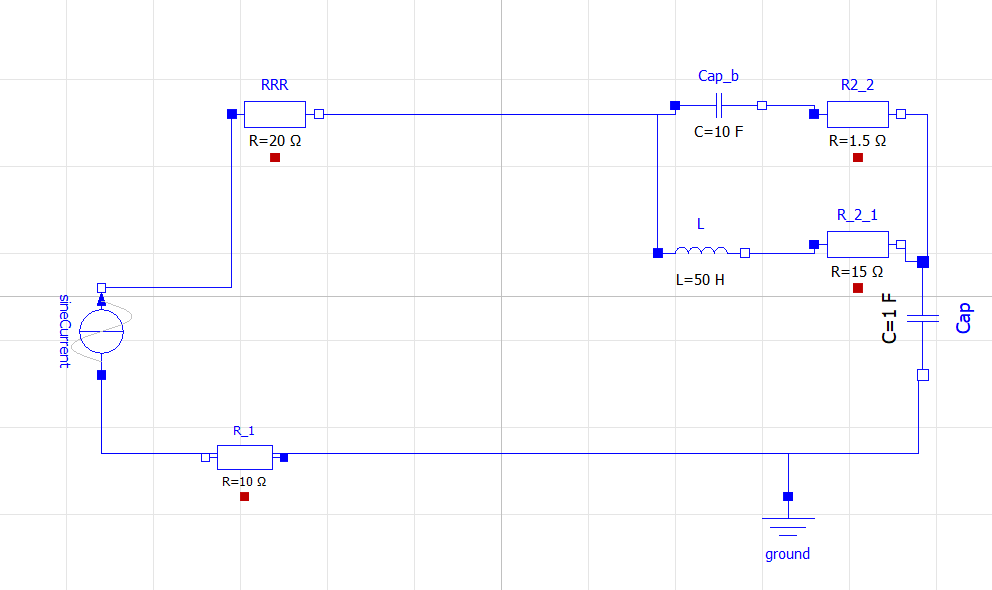 Cap_b
RRR
R2_2
C=10 F
R=20 Ω
R=1.5 Ω
R_2_1
L
R=15 Ω
L=50 H
sineCurrent
C=1 F
Cap
R_1
R=10 Ω
ground